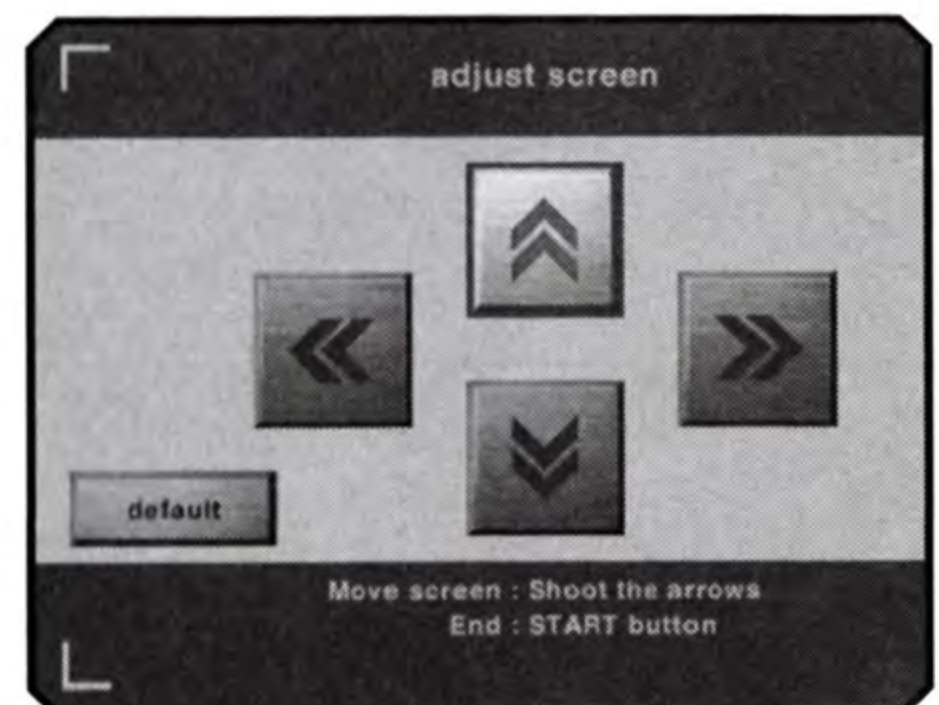 adjust screen
default
Move screen : Shoot the arrows
End : START button